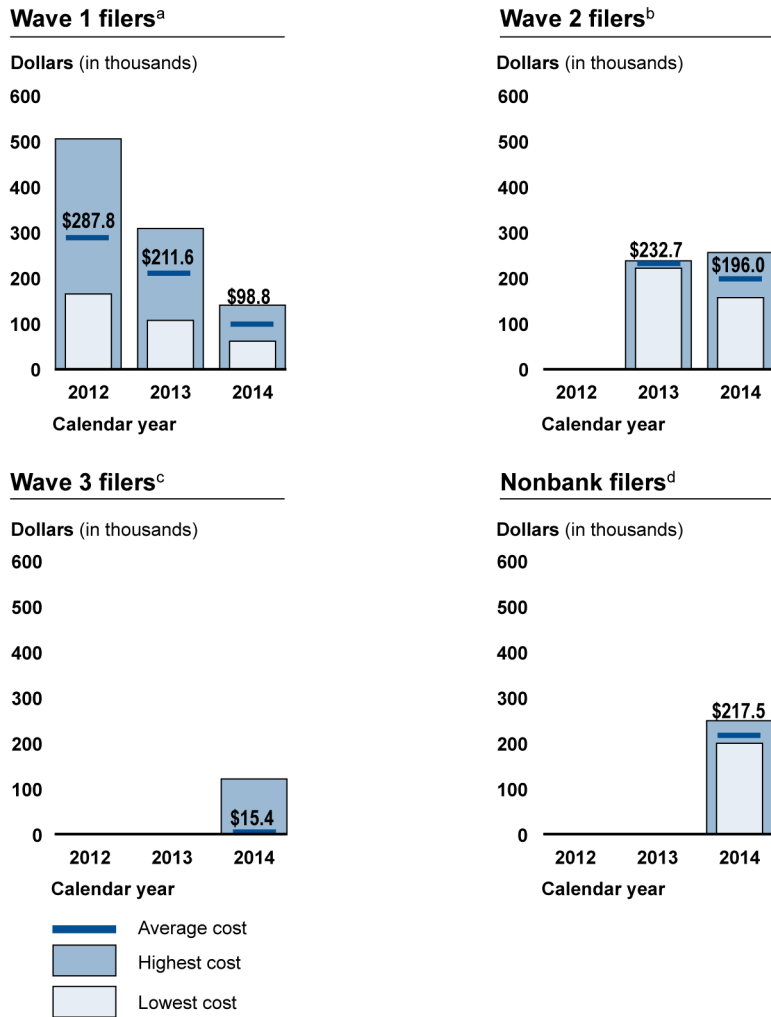 Wave 1 filersᵃ
Dollars (in thousands)
600
500
400
300
200
100
0
$287.8
$211.6
$98.8
2012 2013 2014
Calendar year
Wave 2 filersᵇ
Dollars (in thousands)
600
500
400
300
200
100
0
$232.7
$196.0
2012 2013 2014
Calendar year
Wave 3 filersᶜ
Dollars (in thousands)
600
500
400
300
200
100
0
$15.4
2012 2013 2014
Calendar year
Nonbank filersᵈ
Dollars (in thousands)
600
500
400
300
200
100
0
$217.5
2012 2013 2014
Calendar year
Average cost
Highest cost
Lowest cost